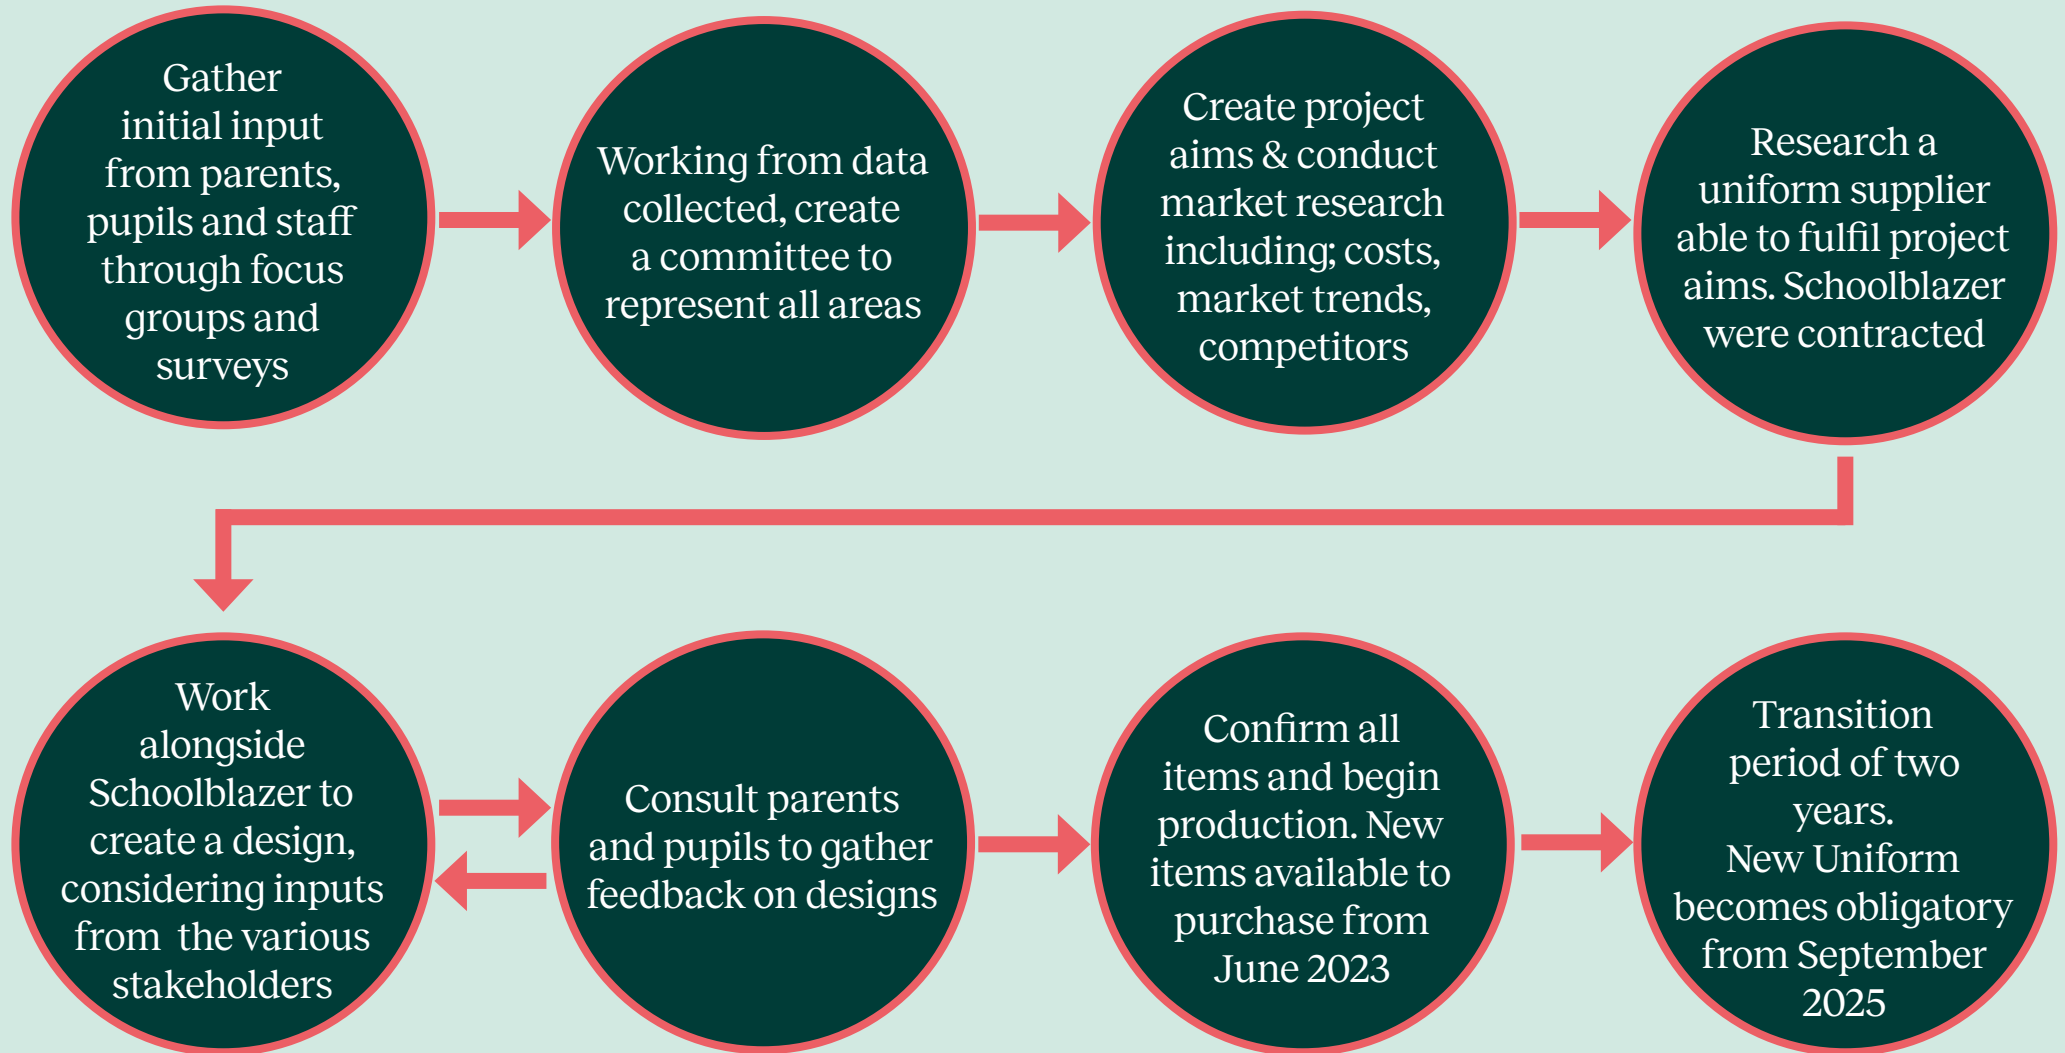 Gather
initial input
from parents,
pupils and staff
through focus
groups and
surveys
Working from data
collected, create
a committee to
represent all areas
Create project
aims & conduct
market research
including; costs,
market trends,
competitors
Research a
uniform supplier
able to fulfil project
aims. Schoolblazer
were contracted
Work
alongside
Schoolblazer to
create a design,
considering inputs
from the various
stakeholders
Consult parents
and pupils to gather
feedback on designs
Confirm all
items and begin
production. New
items available to
purchase from
June 2023
Transition
period of two
years.
New Uniform
becomes obligatory
from September
2025